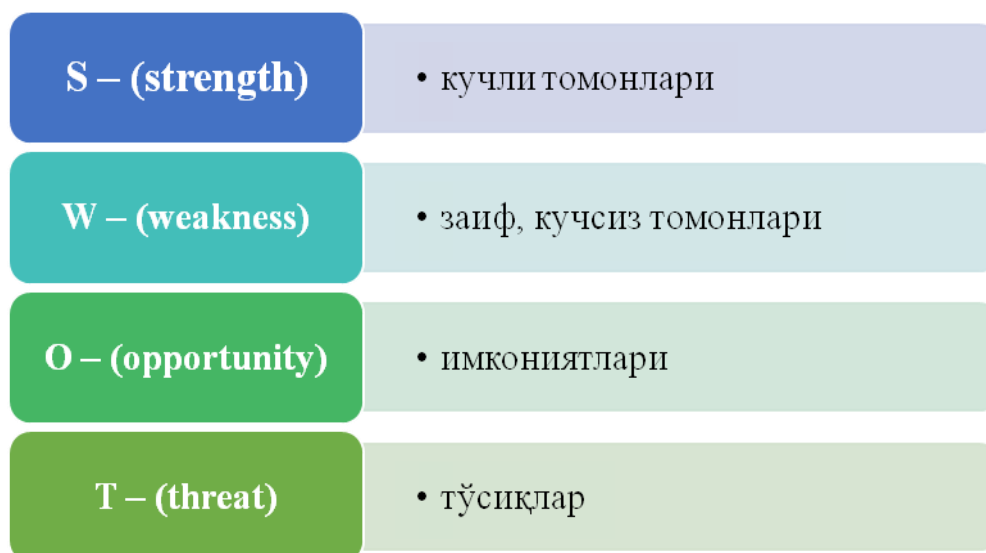 S – (strength)
• кучли томонлари
W – (weakness)
• заиф, кучсиз томонлари
O – (opportunity)
• имкониятлари
T – (threat)
• тўсиқлар